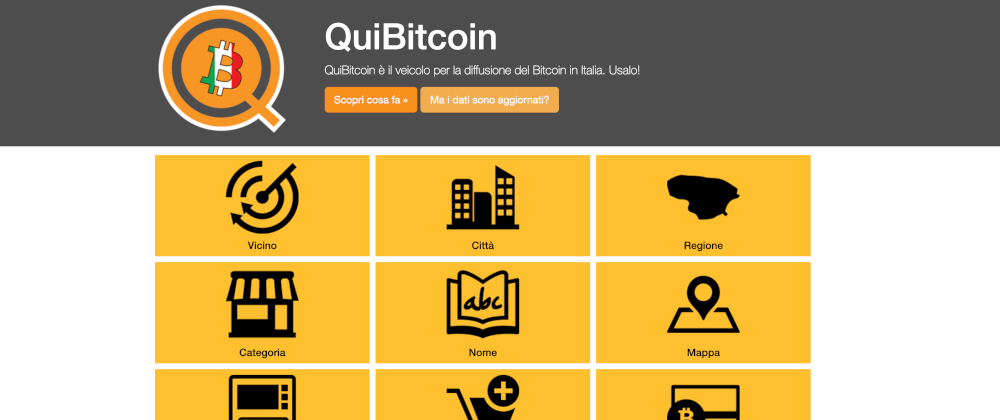 QuiBitcoin
QuiBitcoin è il veicolo per la diffusione del Bitcoin in Italia. Usalo!
Scopri cosa fa » Ma i dati sono aggiornati?
Vicino Città Regione
abc
Categoria Nome Mappa